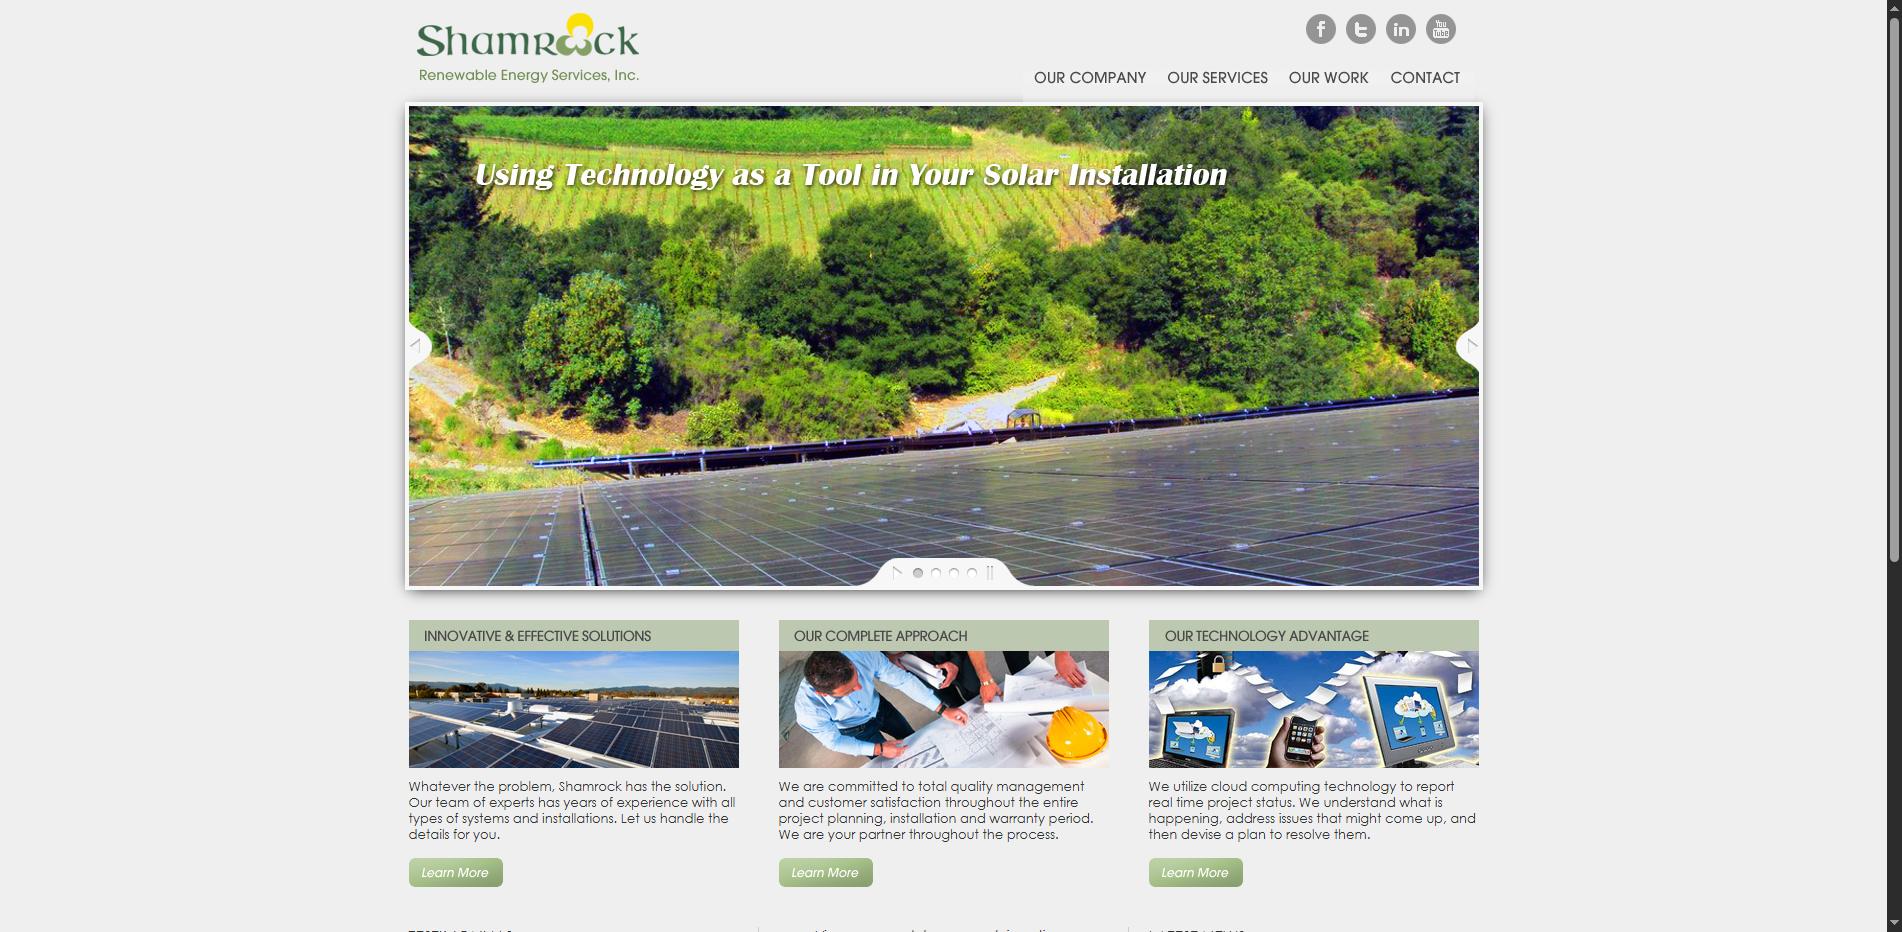 Shamrock
Renewable Energy Services, Inc.
You
Tube
OUR COMPANY OUR SERVICES OUR WORK CONTACT
Using Technology as a Tool in Your Solar Installation
INNOVATIVE & EFFECTIVE SOLUTIONS
Whatever the problem, Shamrock has the solution.
Our team of experts has years of experience with all
types of systems and installations. Let us handle the
details for you.
Learn More
OUR COMPLETE APPROACH
We are committed to total quality management
and customer satisfaction throughout the entire
project planning, installation and warranty period.
We are your partner throughout the process.
Learn More
OUR TECHNOLOGY ADVANTAGE
We utilize cloud computing technology to report
real time project status. We understand what is
happening, address issues that might come up, and
then devise a plan to resolve them.
Learn More